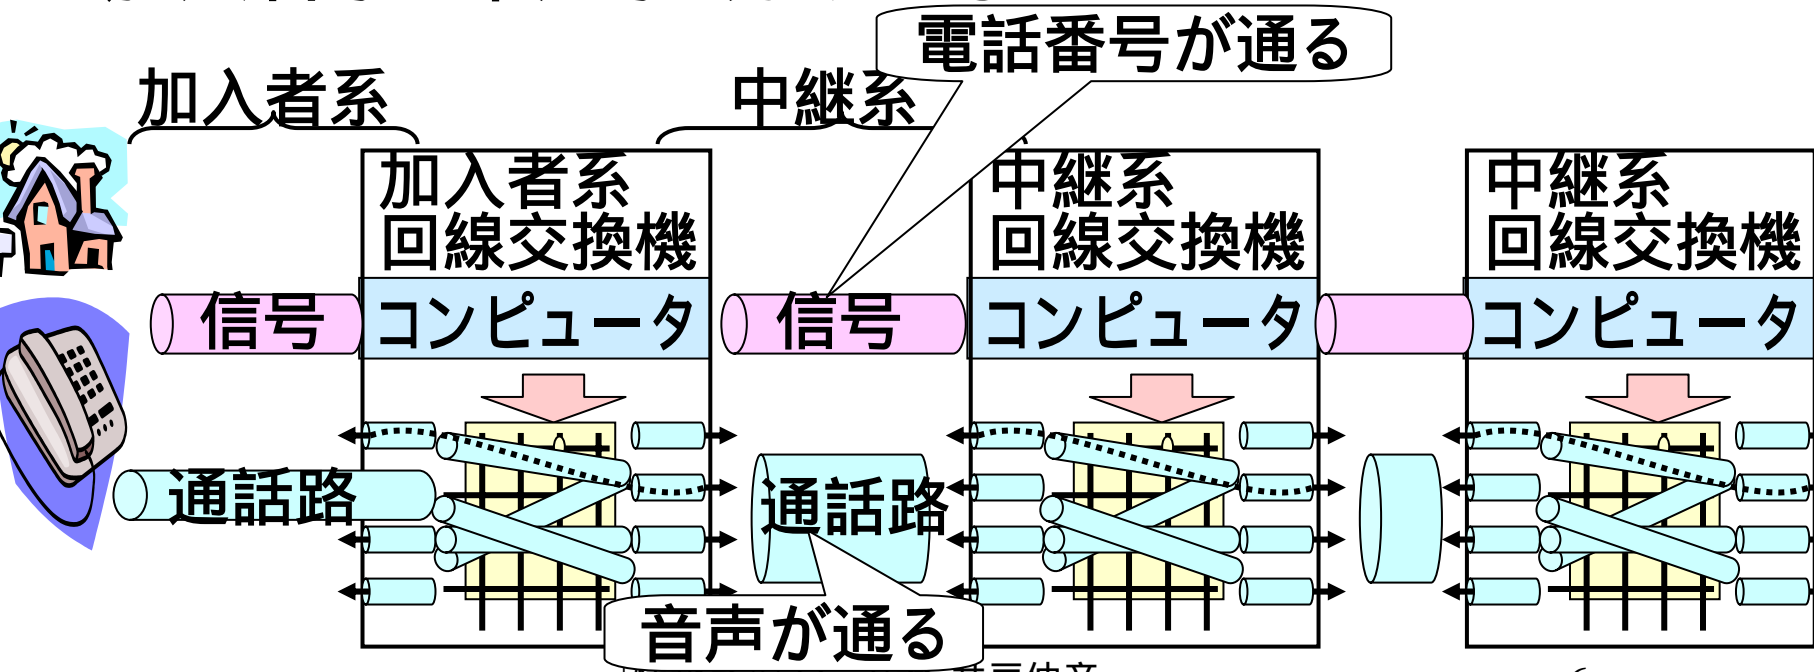 電話番号が通る
加入者系
中継系
加入者系
回線交換機
中継系
回線交換機
中継系
回線交換機
信号
コンピュータ
信号
コンピュータ
コンピュータ
通話路
通話路
音声が通る